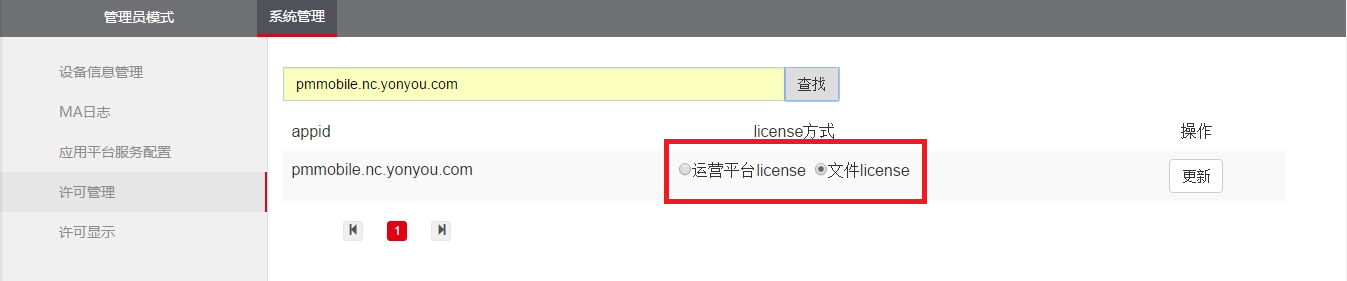 管理员模式 系统管理
设备信息管理
MA日志
应用平台服务配置
许可管理
许可显示
pmmobile.nc.yonyou.com 查找
appid license方式 操作
pmmobile.nc.yonyou.com 运营平台license 文件license 更新
1